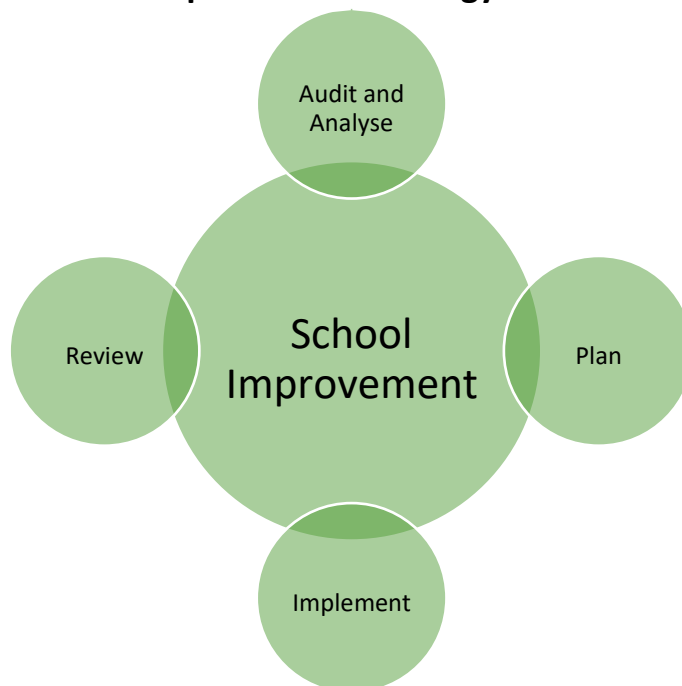 Audit and
Analyse
School
Improvement
Review
Plan
Implement